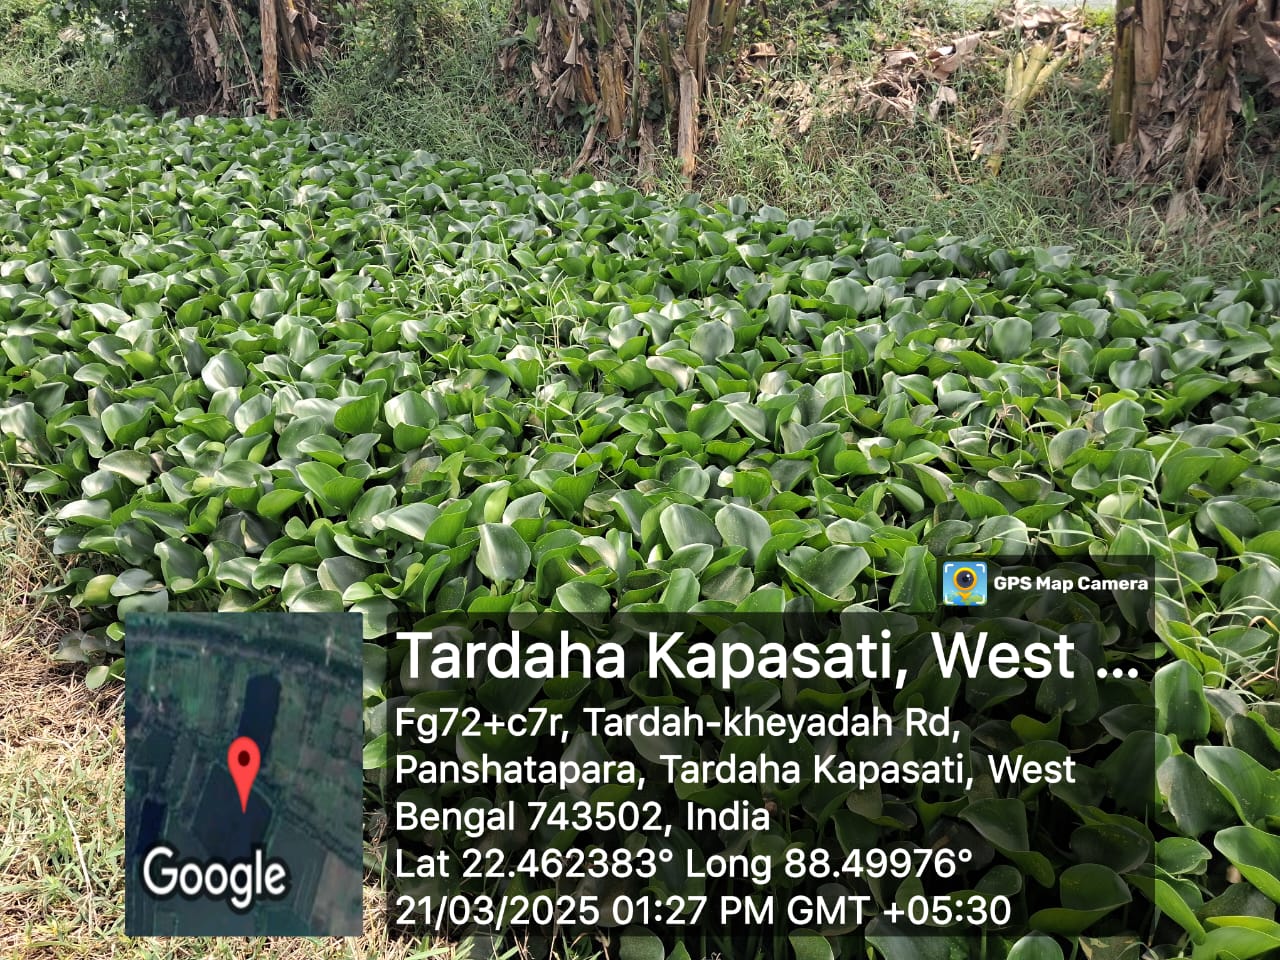 GPS Map Camera
Tardaha Kapasati, West ...
Fg72+c7r, Tardah-kheyadah Rd,
Panshatapara, Tardaha Kapasati, West
Bengal 743502, India
Lat 22.462383° Long 88.49976°
21/03/2025 01:27 PM GMT +05:30
Google